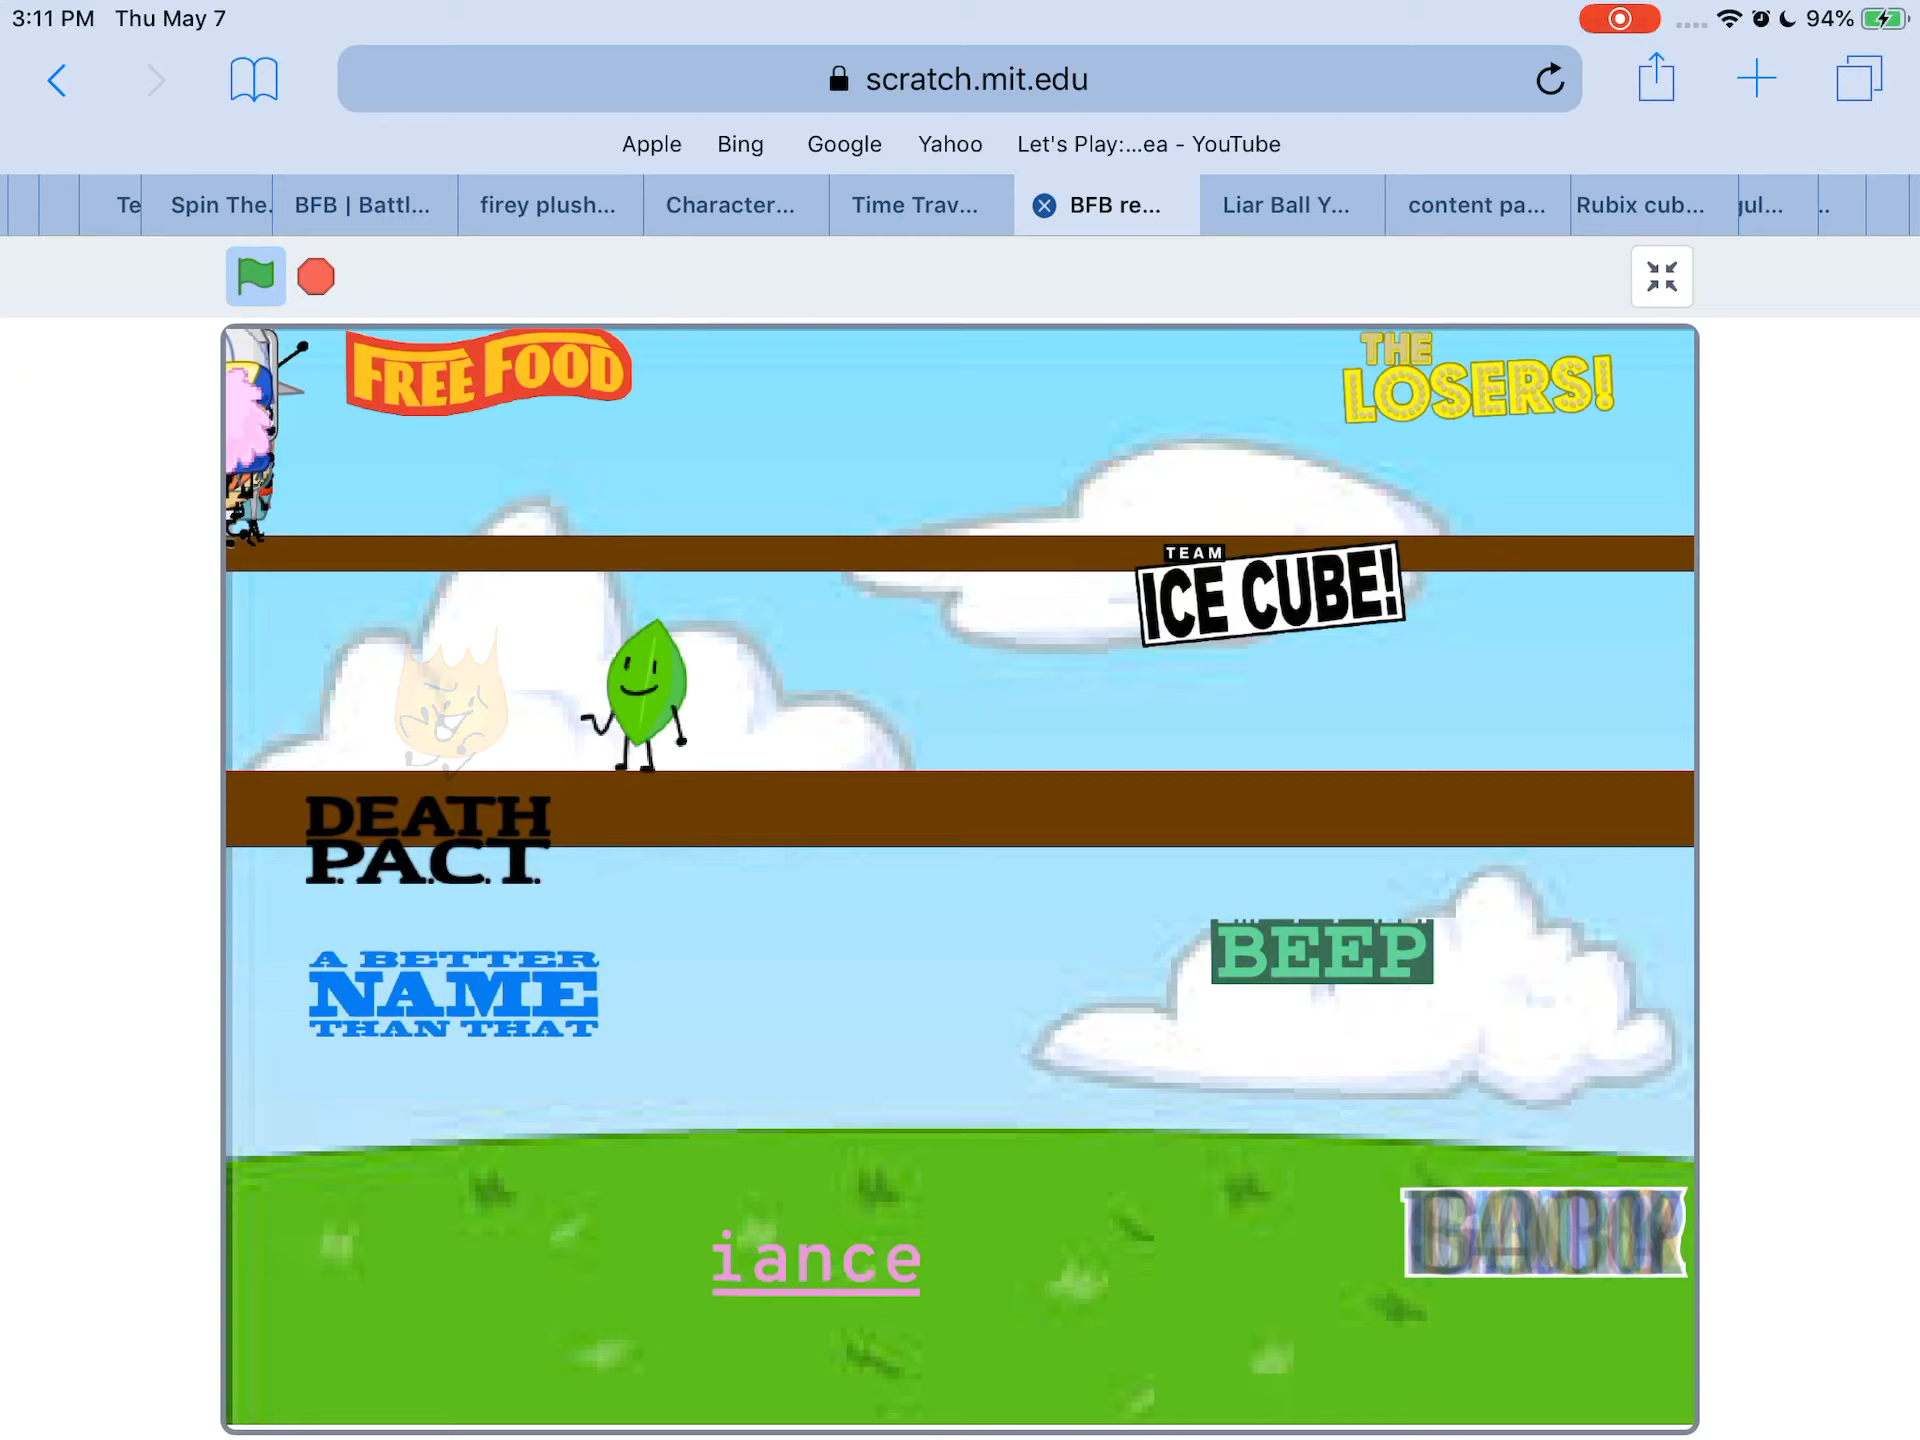 3:11 PM Thu May 7
94%
scratch.mit.edu
Apple Bing Google Yahoo Let's Play:...ea - YouTube
Te Spin The. BFB | Battl... firey plush... Character... Time Trav... BFB re... Liar Ball Y... content pa... Rubix cub... gul... ..
FREE FOOD
THE
LOSERS!
TEAM
ICE CUBE!
DEATH
P.A.C.T.
A BETTER
NAME
THAN THAT
BEEP
iance